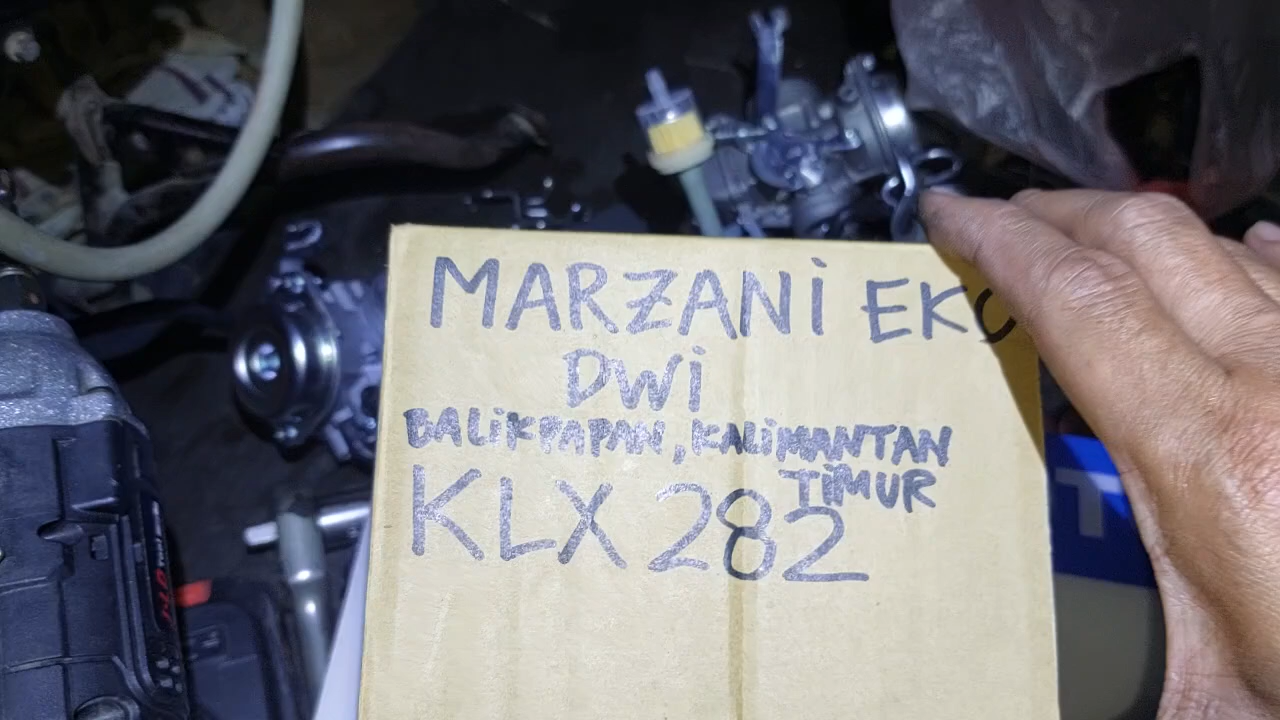 MARZANi EKO
DWi
BALiKPAPAN, KALiMANTAN
TiMUR
KLX 282